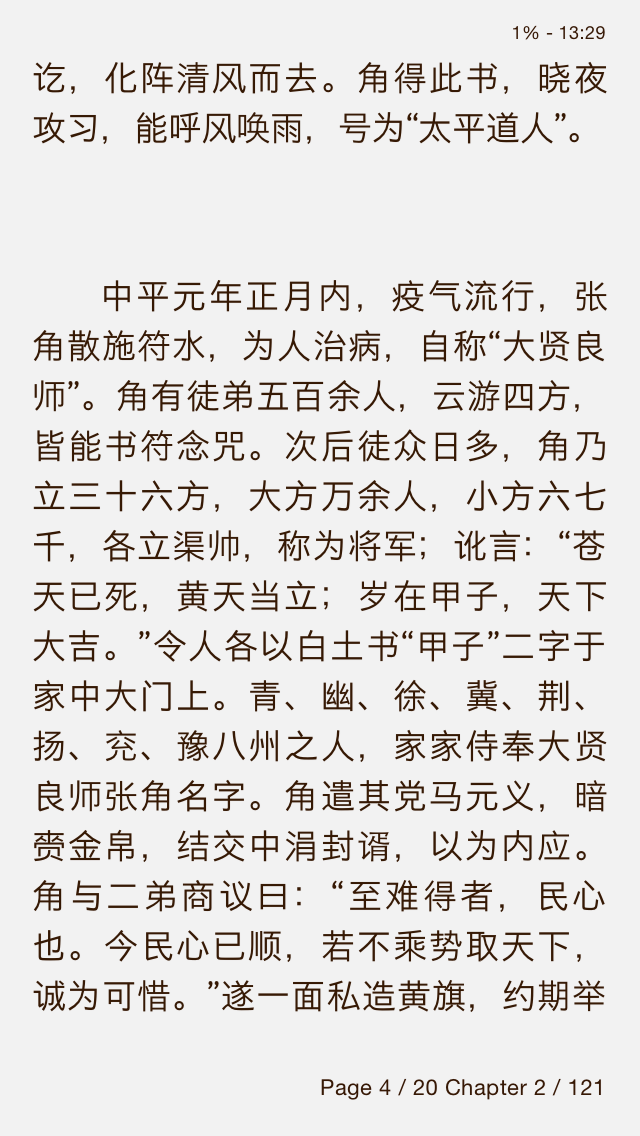 1% - 13:29
讫，化阵清风而去。角得此书，晓夜
攻习，能呼风唤雨，号为“太平道人”。
中平元年正月内，疫气流行，张
角散施符水，为人治病，自称“大贤良
师”。角有徒弟五百余人，云游四方，
皆能书符念咒。次后徒众日多，角乃
立三十六方，大方万余人，小方六七
千，各立渠帅，称为将军；讹言：“苍
天已死，黄天当立；岁在甲子，天下
大吉。”令人各以白土书“甲子”二字于
家中大门上。青、幽、徐、冀、荆、
扬、兖、豫八州之人，家家侍奉大贤
良师张角名字。角遣其党马元义，暗
赍金帛，结交中涓封谞，以为内应。
角与二弟商议曰：“至难得者，民心
也。今民心已顺，若不乘势取天下，
诚为可惜。”遂一面私造黄旗，约期举
Page 4 / 20 Chapter 2 / 121